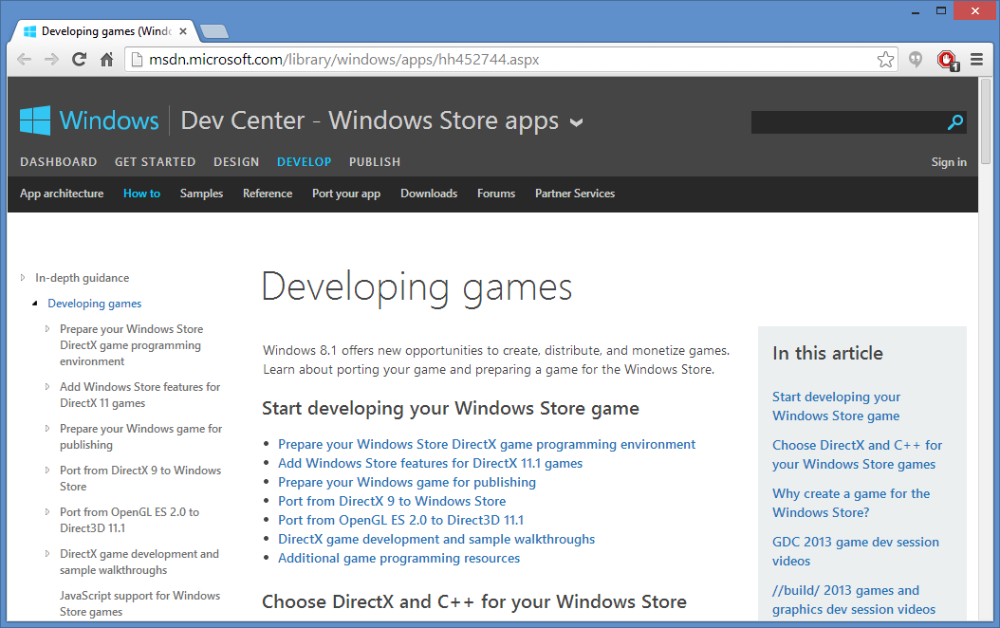 Developing games (Windo
msdn.microsoft.com/library/windows/apps/hh452744.aspx
1
Windows
Dev Center - Windows Store apps
DASHBOARD GET STARTED DESIGN DEVELOP PUBLISH
Sign in
App architecture How to Samples Reference Port your app Downloads Forums Partner Services
In-depth guidance
Developing games
Prepare your Windows Store
DirectX game programming
environment
Add Windows Store features for
DirectX 11 games
Prepare your Windows game for
publishing
Port from DirectX 9 to Windows
Store
Port from OpenGL ES 2.0 to
Direct3D 11.1
DirectX game development and
sample walkthroughs
JavaScript support for Windows
Store games
Developing games
Windows 8.1 offers new opportunities to create, distribute, and monetize games.
Learn about porting your game and preparing a game for the Windows Store.
Start developing your Windows Store game
Prepare your Windows Store DirectX game programming environment
Add Windows Store features for DirectX 11.1 games
Prepare your Windows game for publishing
Port from DirectX 9 to Windows Store
Port from OpenGL ES 2.0 to Direct3D 11.1
DirectX game development and sample walkthroughs
Additional game programming resources
Choose DirectX and C++ for your Windows Store
In this article
Start developing your
Windows Store game
Choose DirectX and C++ for
your Windows Store games
Why create a game for the
Windows Store?
GDC 2013 game dev session
videos
//build/ 2013 games and
graphics dev session videos